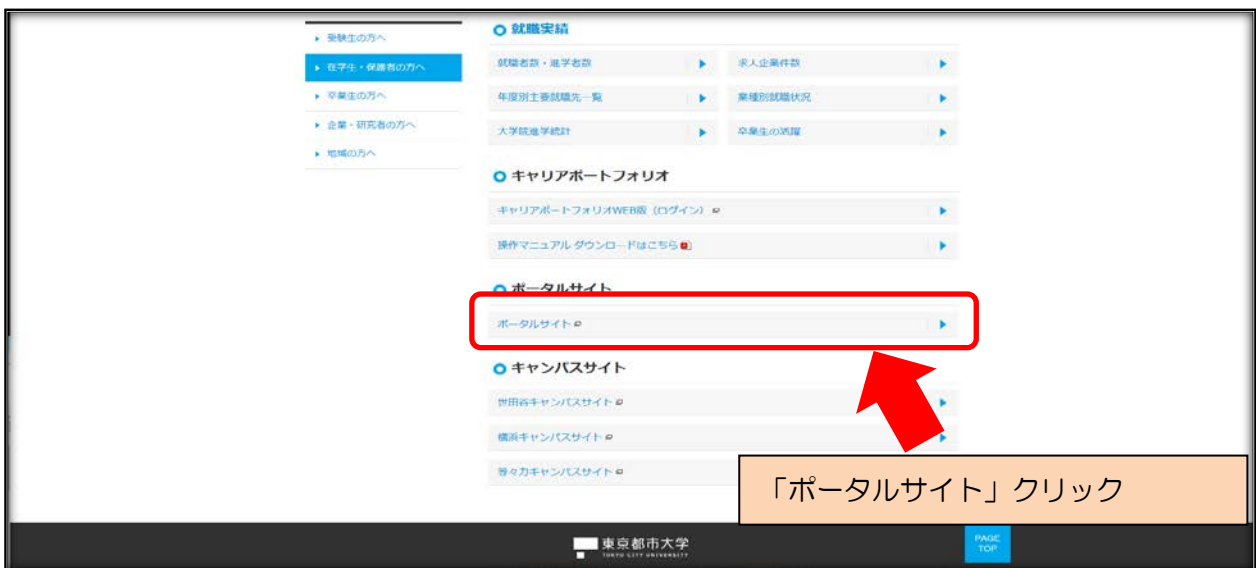 受験生の方へ
在学生・保護者の方へ
卒業生の方へ
企業・研究者の方へ
地域の方へ
就職実績
就職者数・進学者数
求人企業件数
年度別主要就職先一覧
業種別就職状況
大学院進学統計
卒業生の活躍
キャリアポートフォリオ
キャリアポートフォリオWEB版（ログイン）
操作マニュアル ダウンロードはこちら
ポータルサイト
ポータルサイト
キャンパスサイト
世田谷キャンパスサイト
横浜キャンパスサイト
等々力キャンパスサイト
「ポータルサイト」クリック
東京都市大学
TOKYO CITY UNIVERSITY
PAGE
TOP